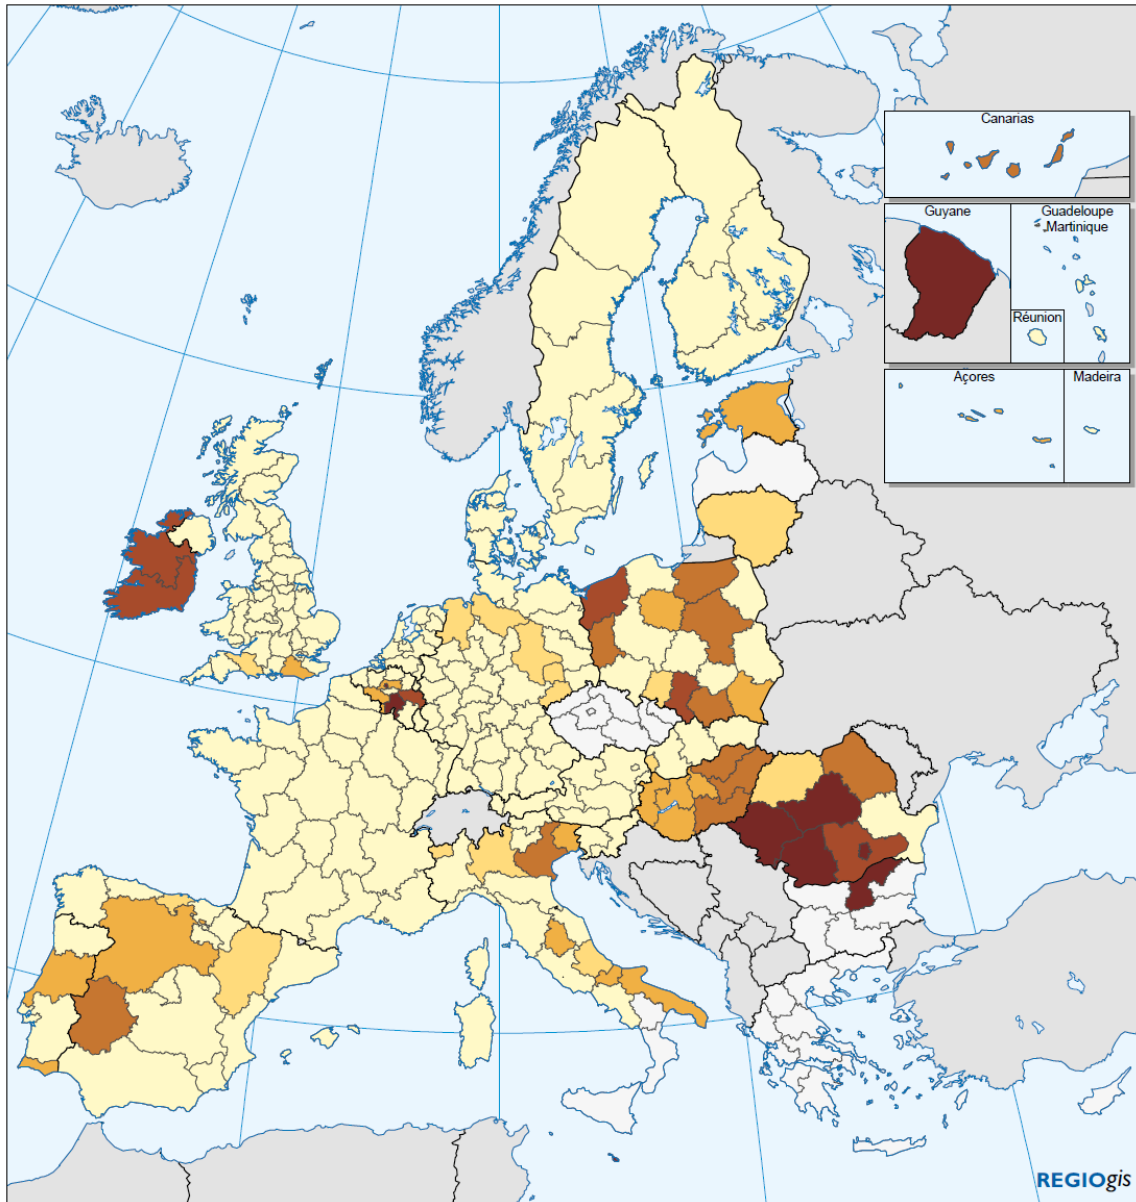 Canarias
Guyane
Guadeloupe
Martinique
Réunion
Açores
Madeira
REGIOgis